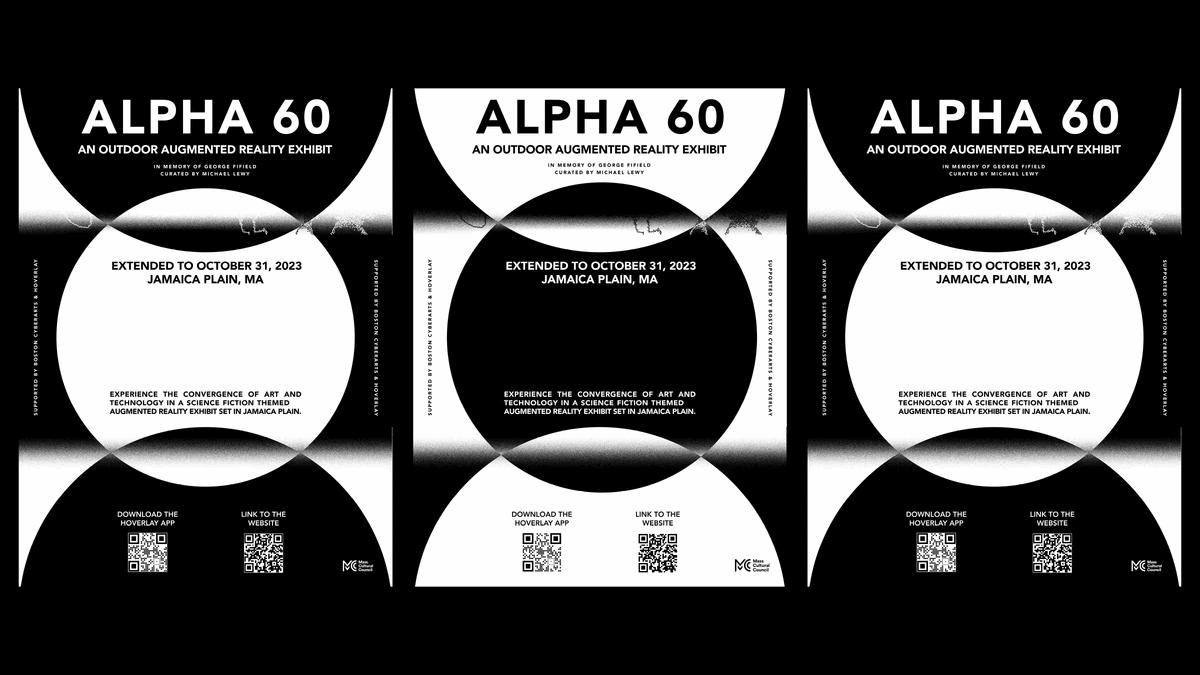 ALPHA 60
AN OUTDOOR AUGMENTED REALITY EXHIBIT
IN MEMORY OF GEORGE FIFIELD
CURATED BY MICHAEL LEWY
EXTENDED TO OCTOBER 31, 2023
JAMAICA PLAIN, MA
SUPPORTED BY BOSTON CYBERARTS & HOVERLAY
SUPPORTED BY BOSTON CYBERARTS & HOVERLAY
EXPERIENCE THE CONVERGENCE OF ART AND
TECHNOLOGY IN A SCIENCE FICTION THEMED
AUGMENTED REALITY EXHIBIT SET IN JAMAICA PLAIN.
DOWNLOAD THE
HOVERLAY APP
LINK TO THE
WEBSITE
MC
Mass
Cultural
Council
ALPHA 60
AN OUTDOOR AUGMENTED REALITY EXHIBIT
IN MEMORY OF GEORGE FIFIELD
CURATED BY MICHAEL LEWY
EXTENDED TO OCTOBER 31, 2023
JAMAICA PLAIN, MA
SUPPORTED BY BOSTON CYBERARTS & HOVERLAY
SUPPORTED BY BOSTON CYBERARTS & HOVERLAY
EXPERIENCE THE CONVERGENCE OF ART AND
TECHNOLOGY IN A SCIENCE FICTION THEMED
AUGMENTED REALITY EXHIBIT SET IN JAMAICA PLAIN.
DOWNLOAD THE
HOVERLAY APP
LINK TO THE
WEBSITE
MC
Mass
Cultural
Council
ALPHA 60
AN OUTDOOR AUGMENTED REALITY EXHIBIT
IN MEMORY OF GEORGE FIFIELD
CURATED BY MICHAEL LEWY
EXTENDED TO OCTOBER 31, 2023
JAMAICA PLAIN, MA
SUPPORTED BY BOSTON CYBERARTS & HOVERLAY
SUPPORTED BY BOSTON CYBERARTS & HOVERLAY
EXPERIENCE THE CONVERGENCE OF ART AND
TECHNOLOGY IN A SCIENCE FICTION THEMED
AUGMENTED REALITY EXHIBIT SET IN JAMAICA PLAIN.
DOWNLOAD THE
HOVERLAY APP
LINK TO THE
WEBSITE
MC
Mass
Cultural
Council